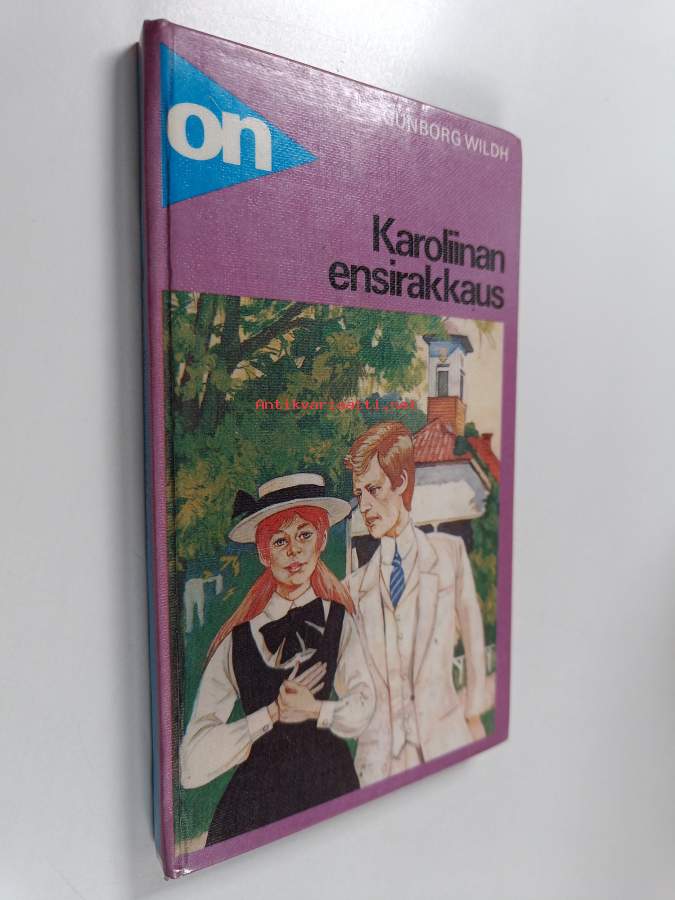 on
GUNBORG WILDH
Karoliinan
ensirakkaus
Antikvariaatti.net